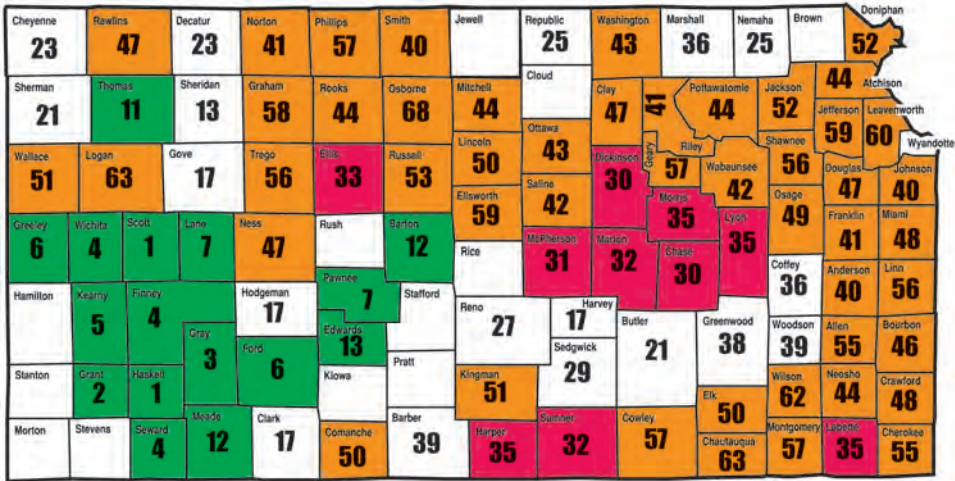 Cheyenne
23
Rawlins
47
Decatur
23
Norton
41
Phillips
57
Smith
40
Jewell
Republic
25
Washington
43
Marshall
36
Nemaha
25
Brown
Doniphan
52
Sherman
21
Thomas
11
Sheridan
13
Graham
58
Rooks
44
Osborne
68
Mitchell
44
Cloud
Clay
47
Riley
41
Pottawatomie
44
Jackson
52
Atchison
44
Jefferson
59
Leavenworth
60
Wyandotte
Wallace
51
Logan
63
Gove
17
Trego
56
Ellis
33
Russell
53
Lincoln
50
Ottawa
43
Saline
42
Ellsworth
59
Dickinson
30
Geary
57
Wabaunsee
42
Shawnee
56
Douglas
47
Johnson
40
Morris
35
Lyon
35
Osage
49
Franklin
41
Miami
48
Greeley
6
Wichita
4
Scott
1
Lane
7
Ness
47
Rush
Barton
12
Rice
McPherson
31
Marion
32
Chase
30
Coffey
36
Anderson
40
Linn
56
Hamilton
Kearny
5
Finney
4
Hodgeman
17
Pawnee
7
Stafford
Edwards
13
Gray
3
Ford
6
Reno
27
Harvey
17
Sedgwick
29
Butler
21
Greenwood
38
Woodson
39
Allen
55
Bourbon
46
Stanton
Grant
2
Haskell
1
Kiowa
Pratt
Kingman
51
Elk
50
Wilson
62
Neosho
44
Crawford
48
Morton
Stevens
Seward
4
Meade
12
Clark
17
Comanche
50
Barber
39
Harper
35
Sumner
32
Cowley
57
Chautauqua
63
Montgomery
57
Labette
35
Cherokee
55